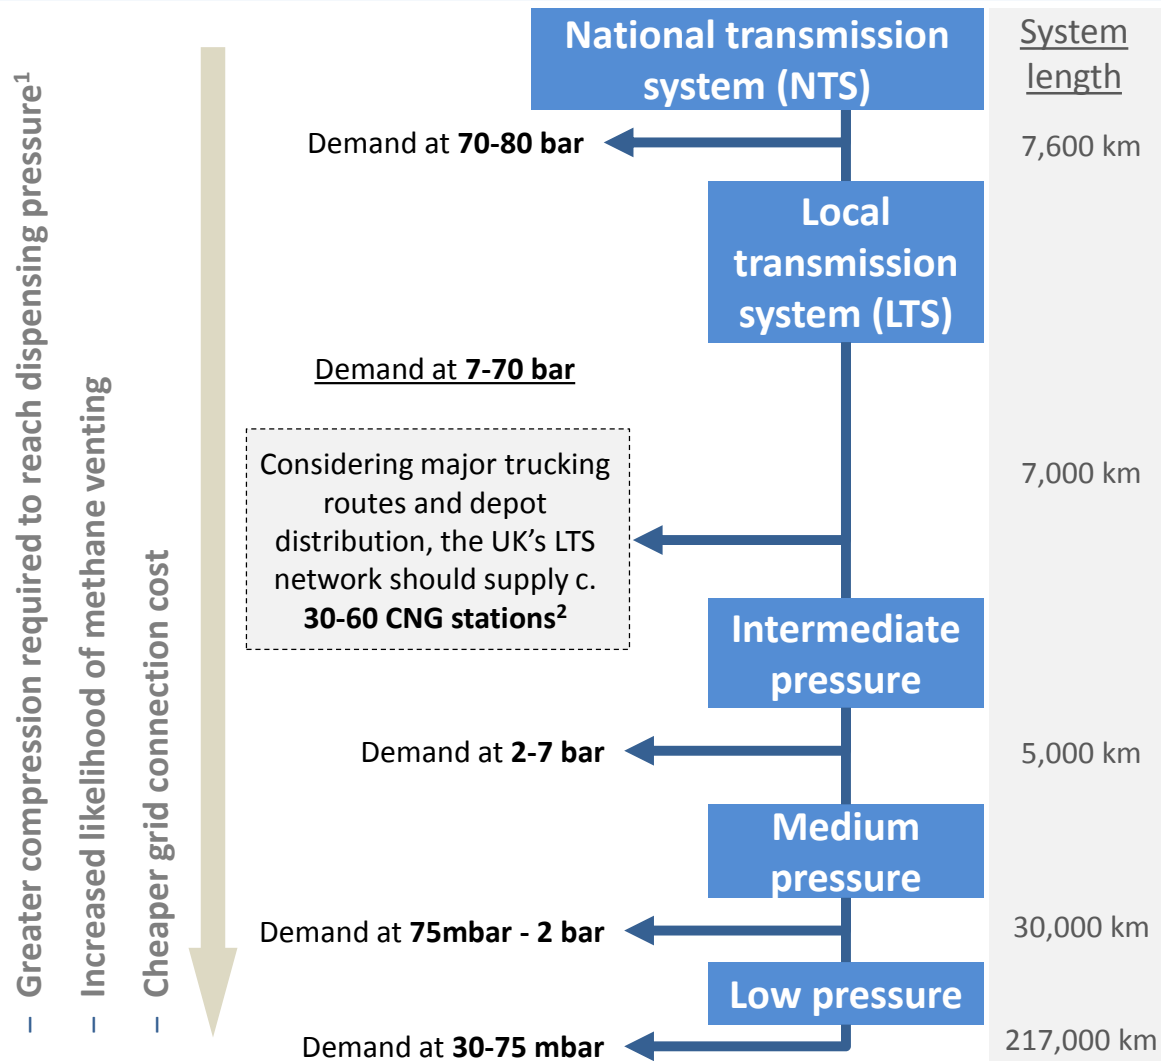 – Greater compression required to reach dispensing pressure¹
– Increased likelihood of methane venting
– Cheaper grid connection cost
National transmission
system (NTS)
System
length
Demand at 70-80 bar
7,600 km
Local
transmission
system (LTS)
Demand at 7-70 bar
Considering major trucking
routes and depot
distribution, the UK’s LTS
network should supply c.
30-60 CNG stations²
7,000 km
Intermediate
pressure
Demand at 2-7 bar
5,000 km
Medium
pressure
Demand at 75mbar - 2 bar
30,000 km
Low pressure
Demand at 30-75 mbar
217,000 km